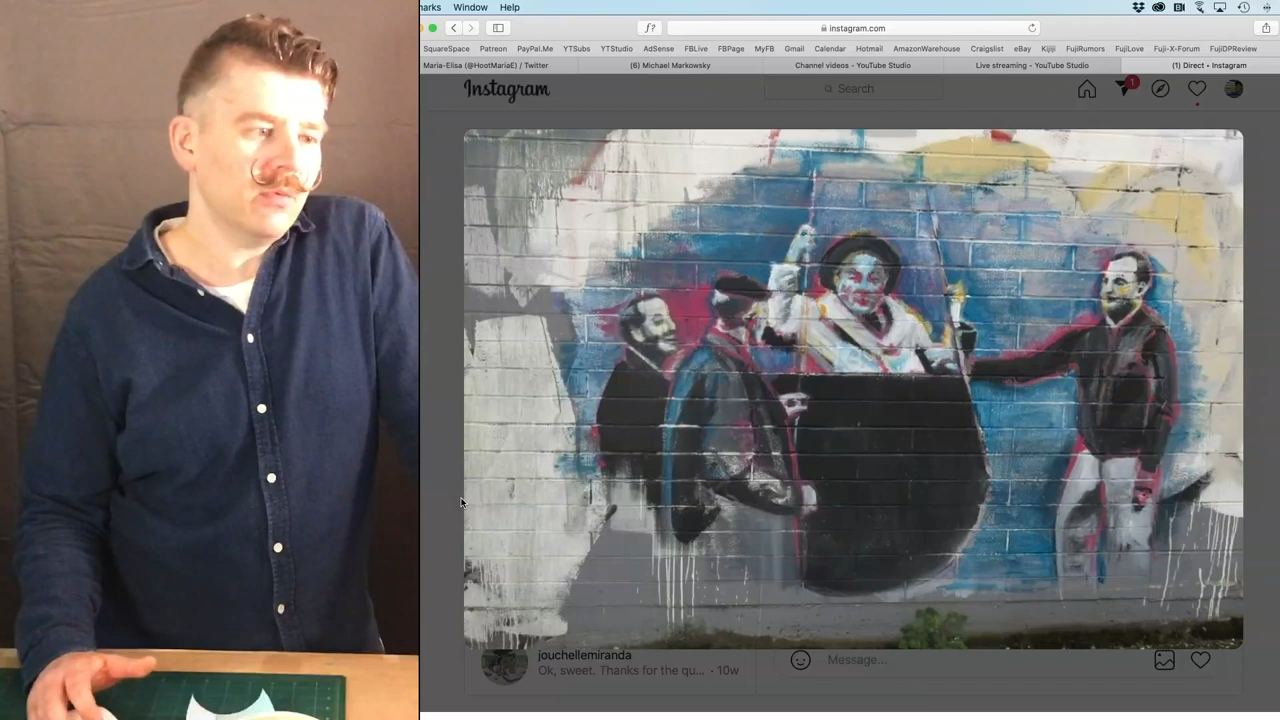 arks Window Help
instagram.com
SquareSpace Patreon PayPal.Me YTSubs YTStudio AdSense FBLive FBPage MyFB Gmail Calendar Hotmail AmazonWarehouse Craigslist eBay Kijiji FujiRumors FujiLove Fuji-X-Forum FujiDPReview
Maria-Elisa (@HootMariaE) / Twitter (6) Michael Markowsky Channel videos - YouTube Studio Live streaming - YouTube Studio (1) Direct • Instagram
Instagram Search 1
jouchellemiranda
Ok, sweet. Thanks for the qu... · 10w
Message...